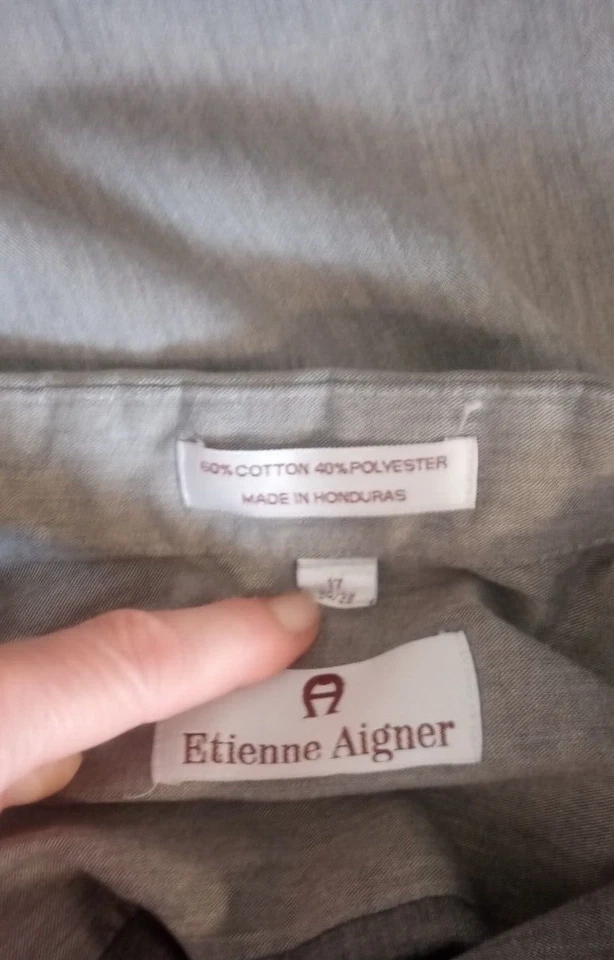 60% COTTON 40% POLYESTER
MADE IN HONDURAS
17
Etienne Aigner